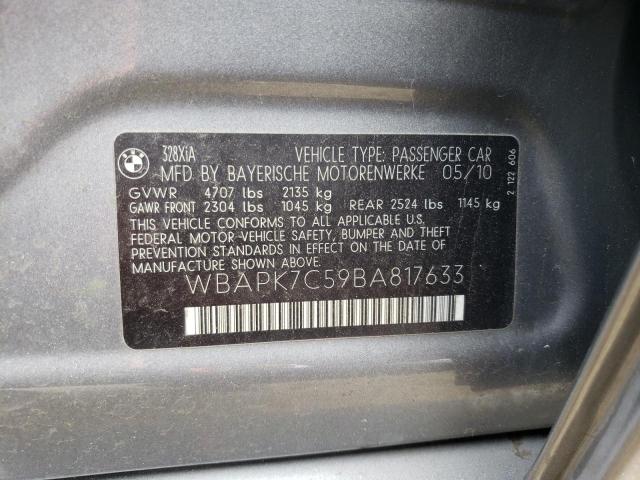 BMW
328XiA VEHICLE TYPE: PASSENGER CAR
MFD BY BAYERISCHE MOTORENWERKE 05/10
GVWR 4707 lbs 2135 kg
GAWR FRONT 2304 lbs 1045 kg REAR 2524 lbs 1145 kg
THIS VEHICLE CONFORMS TO ALL APPLICABLE U.S.
FEDERAL MOTOR VEHICLE SAFETY, BUMPER AND THEFT
PREVENTION STANDARDS IN EFFECT ON THE DATE OF
MANUFACTURE SHOWN ABOVE.
WBAPK7C59BA817633
2 122 606